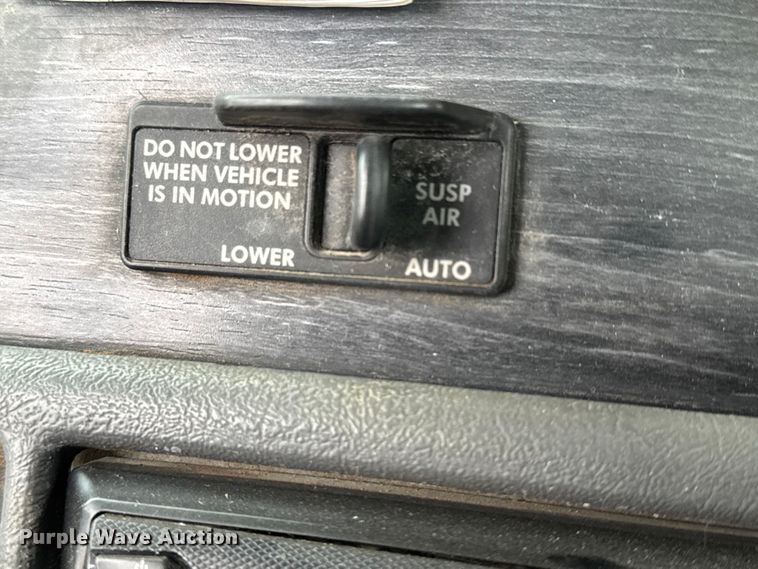 DO NOT LOWER
WHEN VEHICLE
IS IN MOTION
LOWER
SUSP
AIR
AUTO
Purple Wave Auction